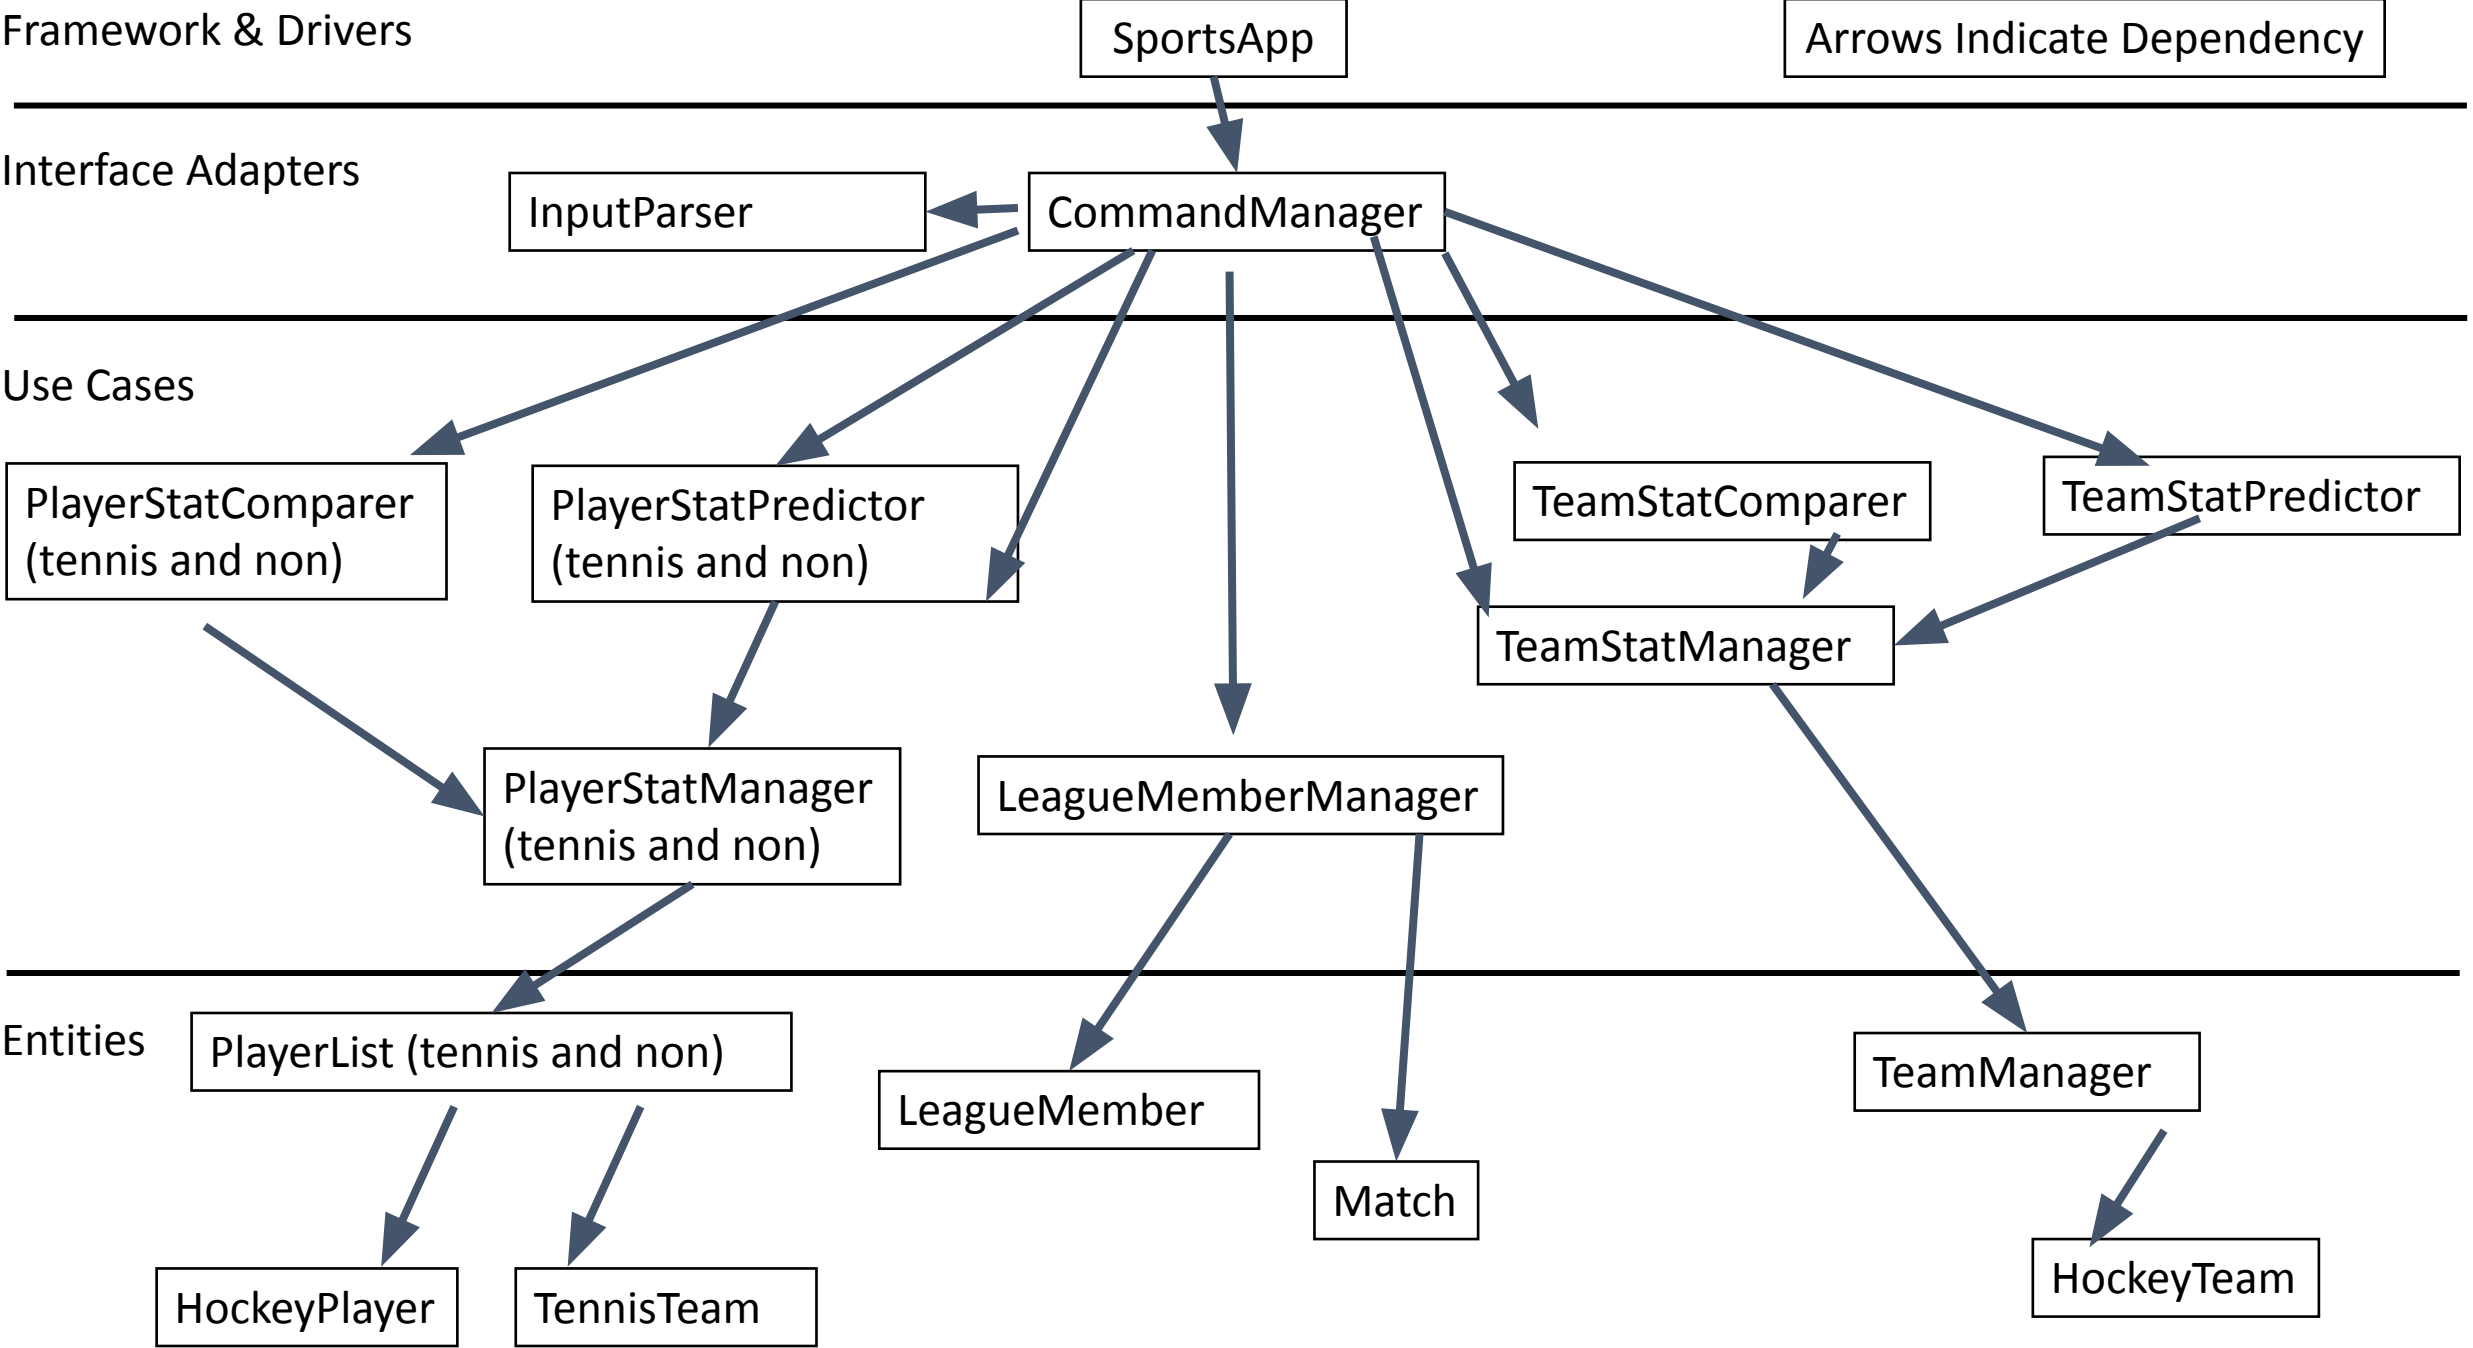 Framework & Drivers
SportsApp
Arrows Indicate Dependency
Interface Adapters
InputParser
CommandManager
Use Cases
PlayerStatComparer
(tennis and non)
PlayerStatPredictor
(tennis and non)
TeamStatComparer
TeamStatPredictor
TeamStatManager
PlayerStatManager
(tennis and non)
LeagueMemberManager
Entities
PlayerList (tennis and non)
LeagueMember
TeamManager
Match
HockeyPlayer
TennisTeam
HockeyTeam